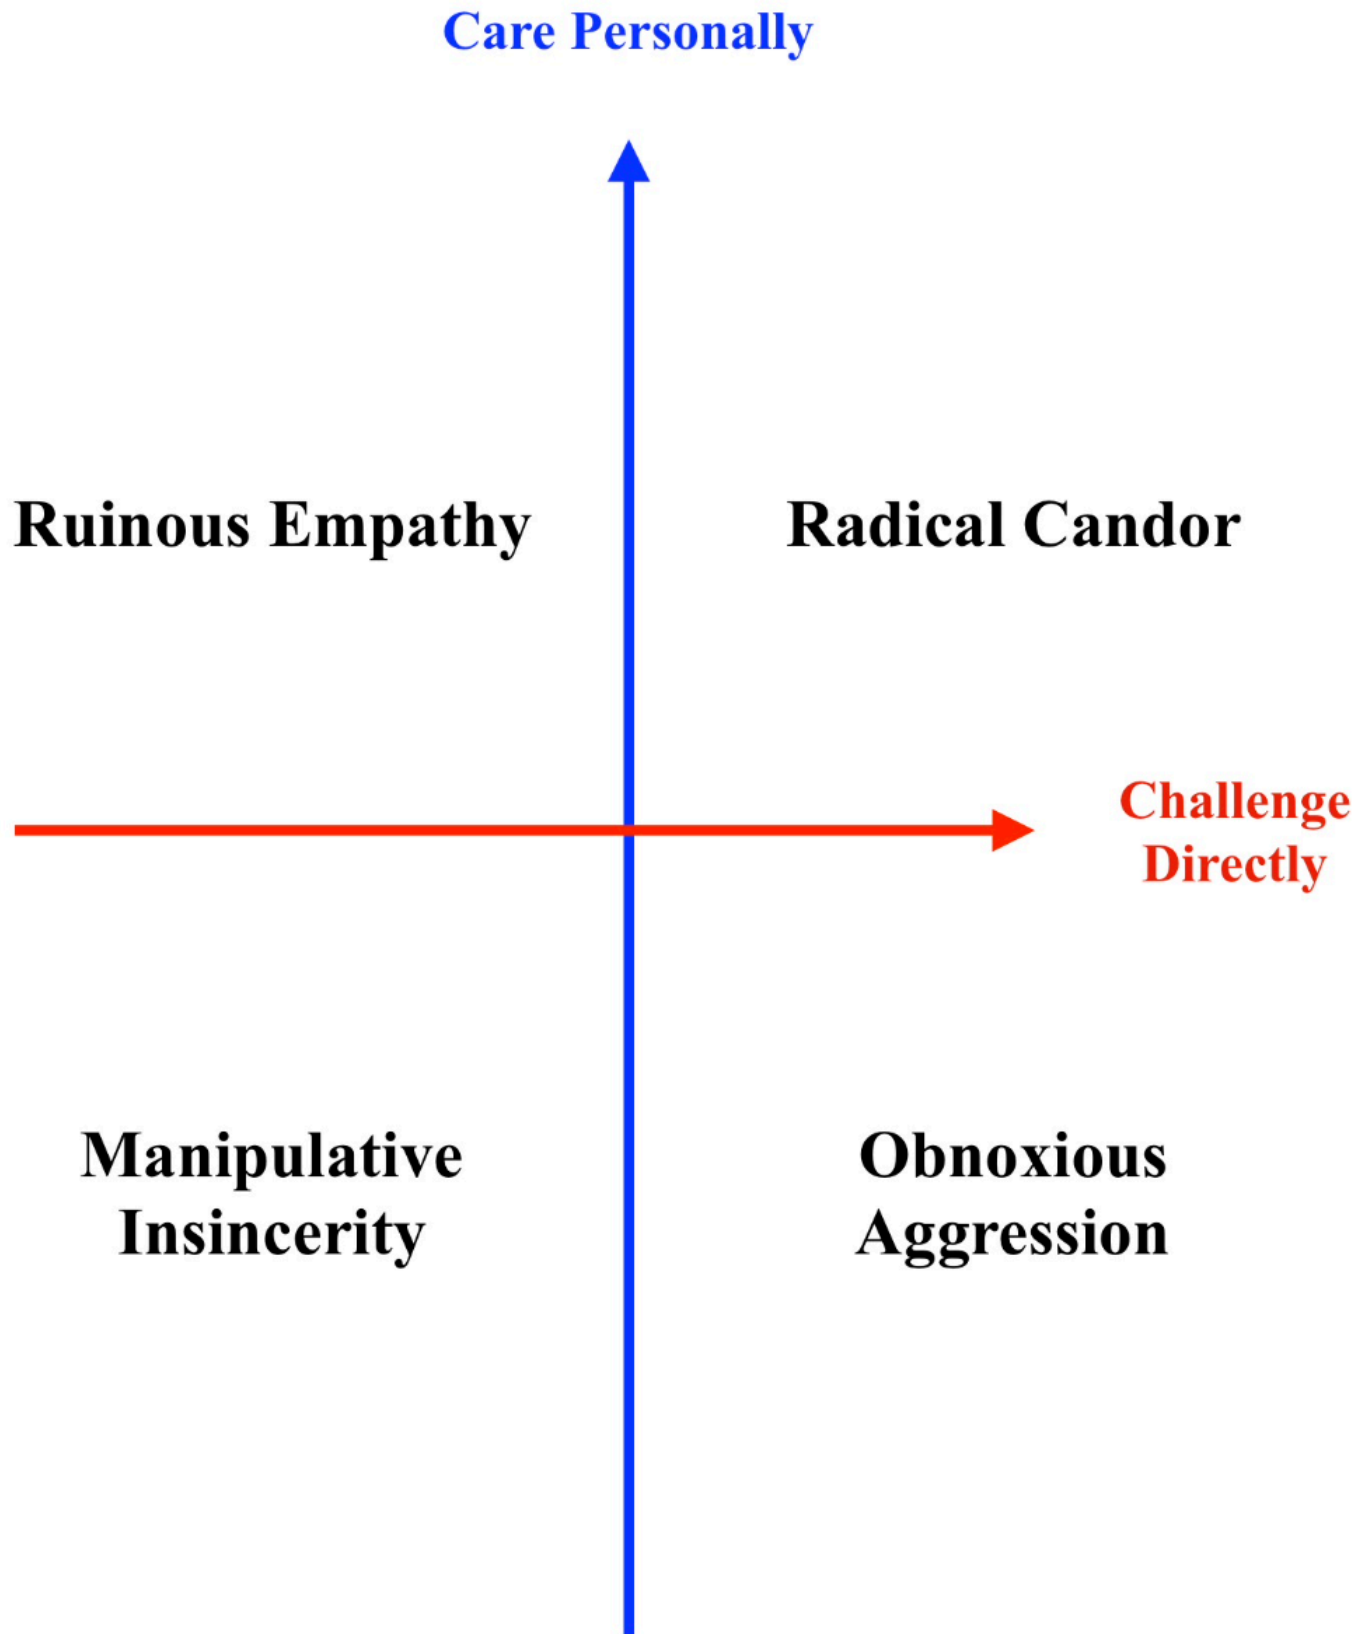 Care Personally
Ruinous Empathy
Radical Candor
Challenge
Directly
Manipulative
Insincerity
Obnoxious
Aggression